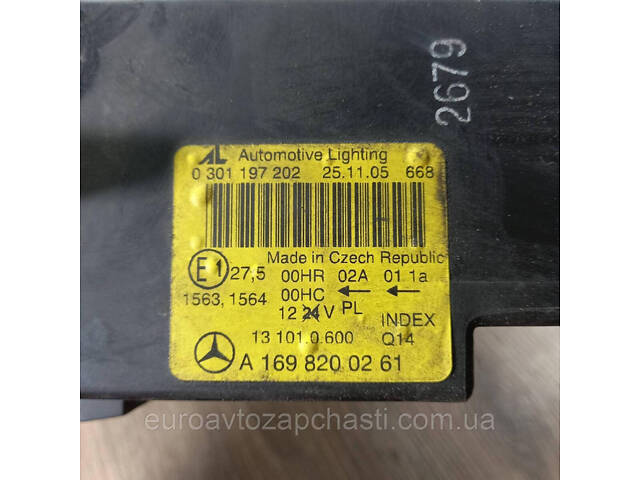 2679
AL Automotive Lighting
0 301 197 202 25.11.05 668
Made in Czech Republic
E1 27,5 00HR 02A 01 1a
1563, 1564 00HC ← ←
12 24 V PL
INDEX
13 101.0.600 Q14
A 169 820 02 61
euroavtozapchasti.com.ua